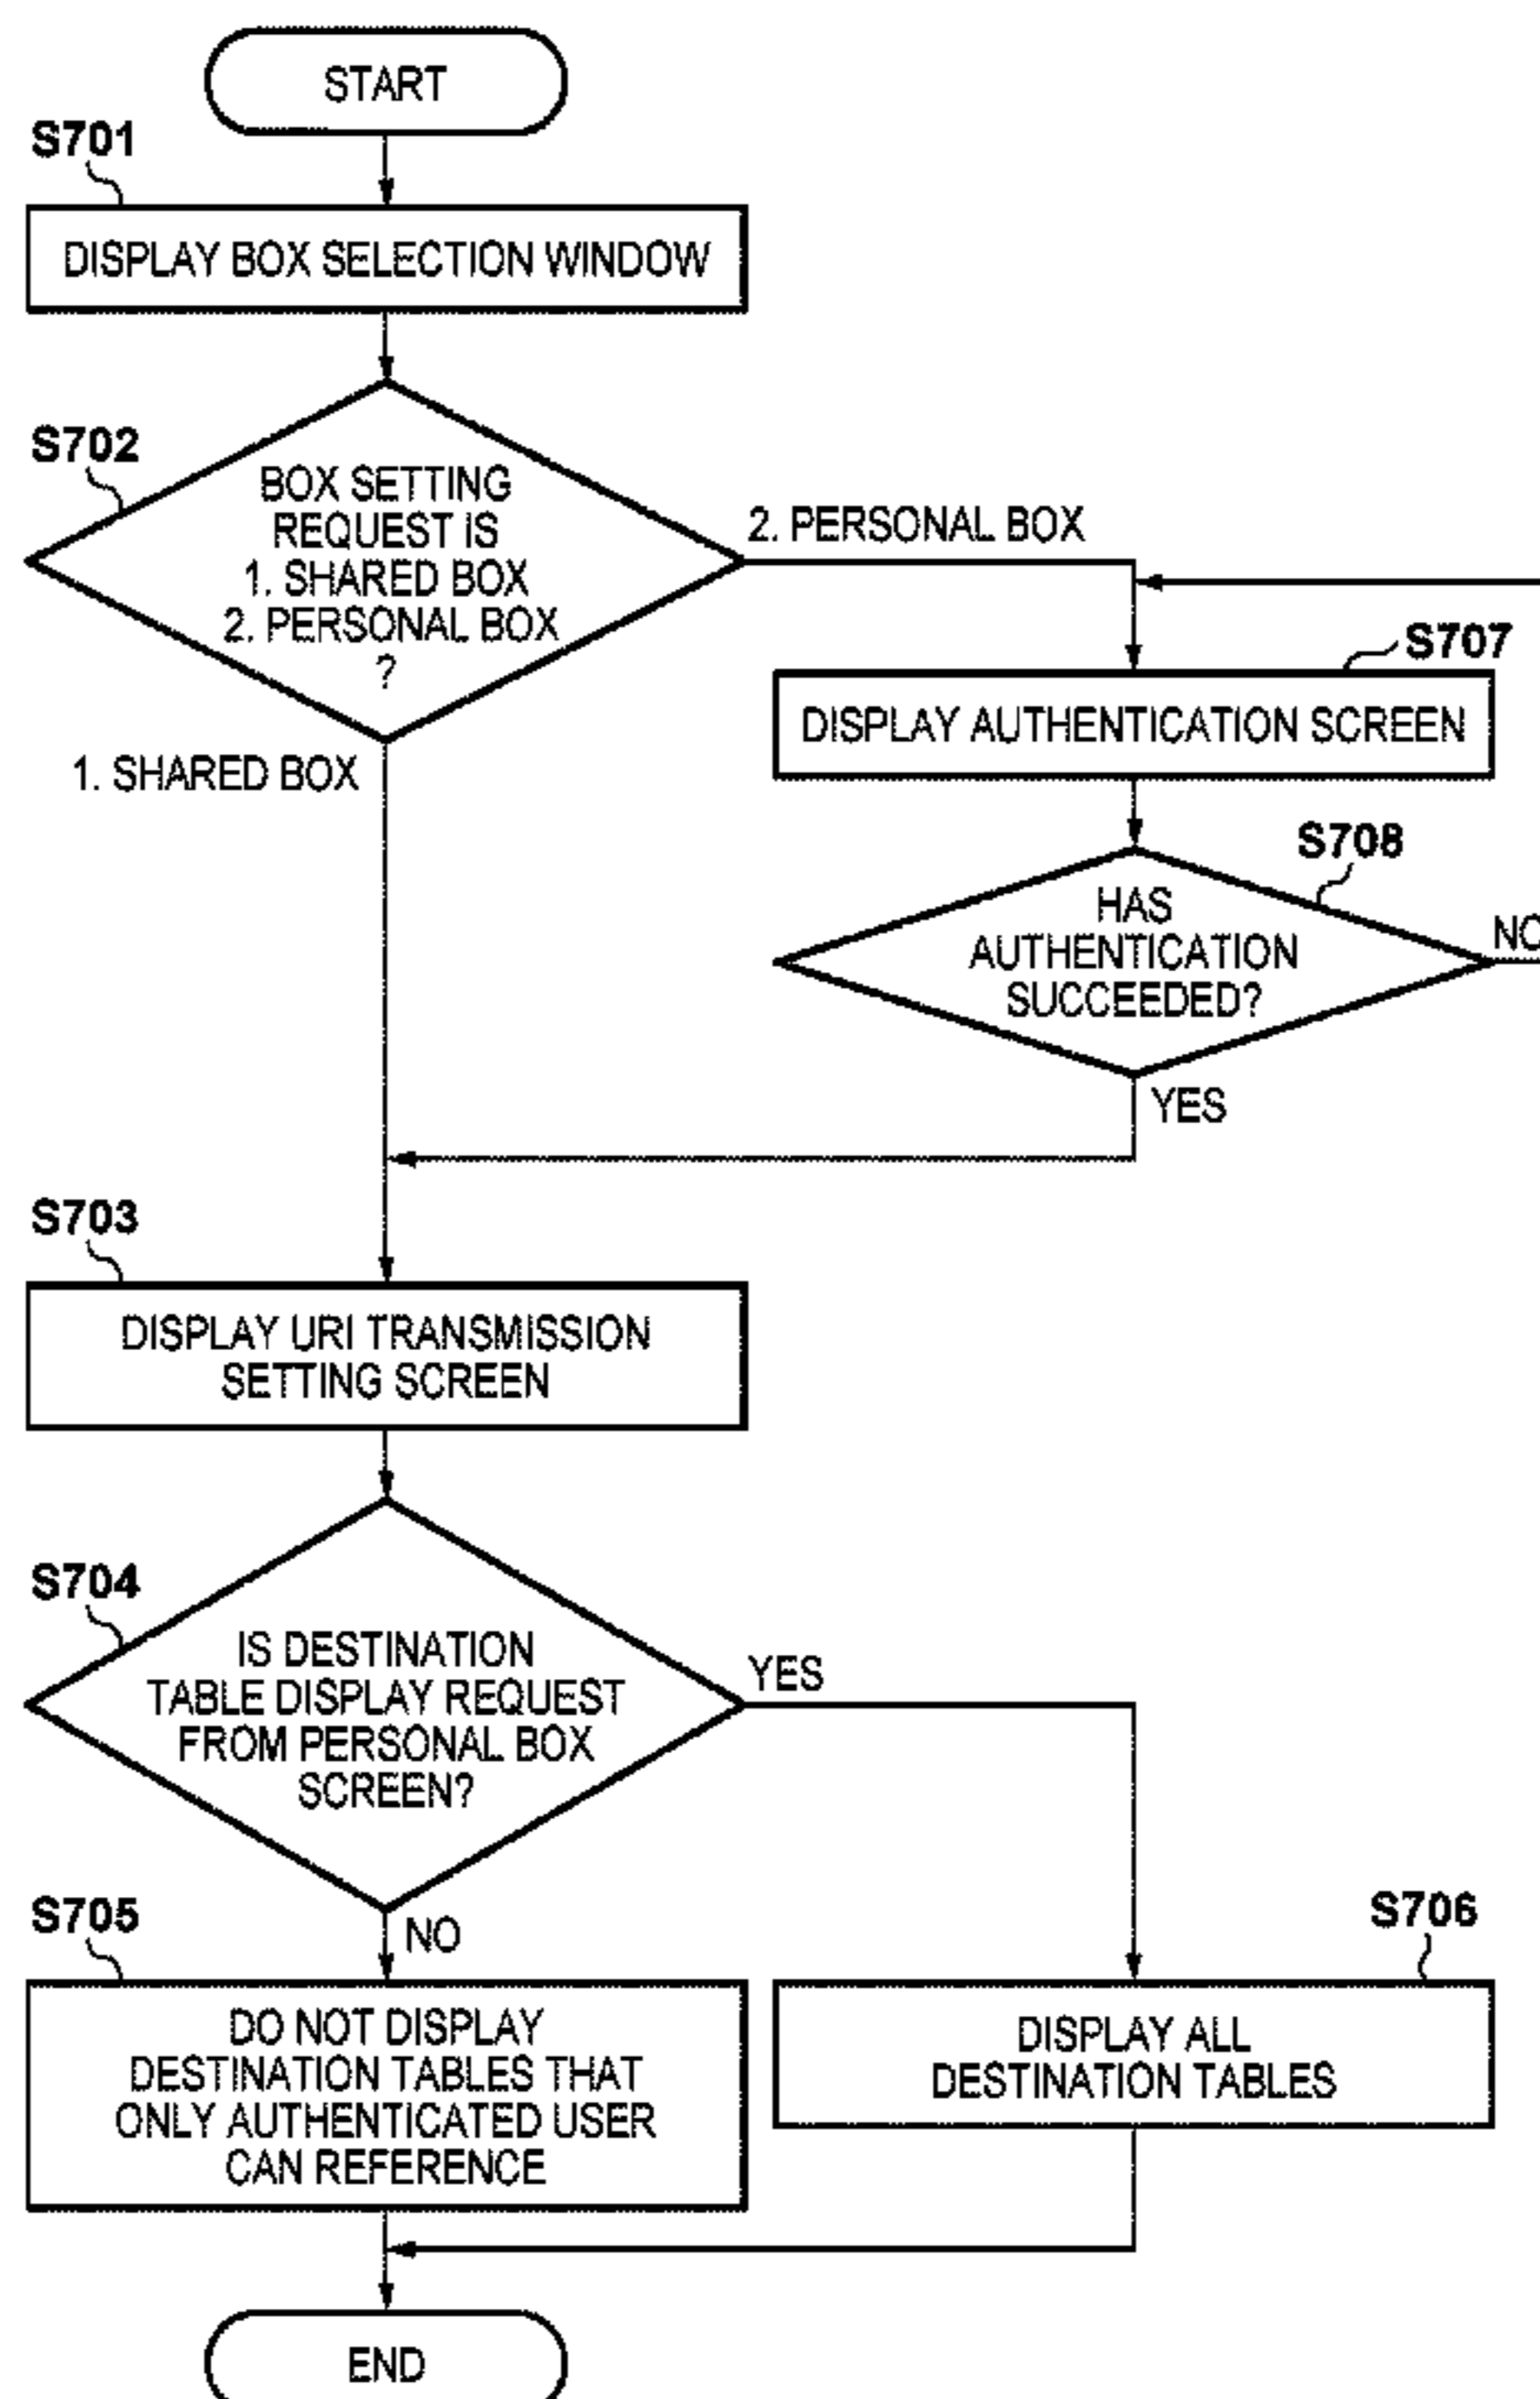 START
S701
DISPLAY BOX SELECTION WINDOW
S702
BOX SETTING
REQUEST IS
1. SHARED BOX
2. PERSONAL BOX
?
2. PERSONAL BOX
1. SHARED BOX
S707
DISPLAY AUTHENTICATION SCREEN
S708
HAS
AUTHENTICATION
SUCCEEDED?
NO
YES
S703
DISPLAY URI TRANSMISSION
SETTING SCREEN
S704
IS DESTINATION
TABLE DISPLAY REQUEST
FROM PERSONAL BOX
SCREEN?
YES
NO
S705
DO NOT DISPLAY
DESTINATION TABLES THAT
ONLY AUTHENTICATED USER
CAN REFERENCE
S706
DISPLAY ALL
DESTINATION TABLES
END